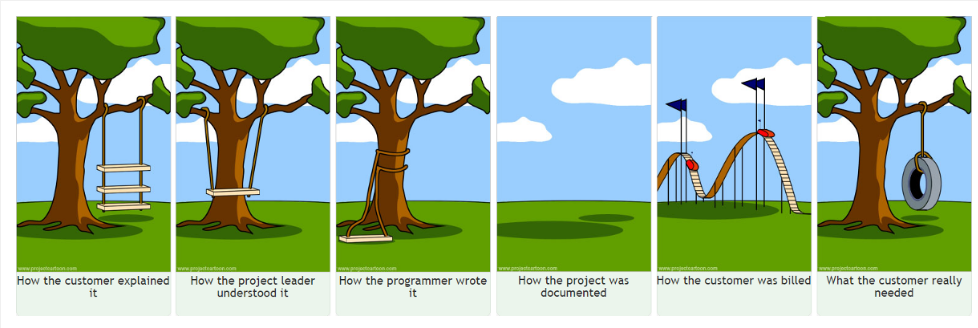 www.projectcartoon.com
www.projectcartoon.com
www.projectcartoon.com
www.projectcartoon.com
www.projectcartoon.com
www.projectcartoon.com
How the customer explained
it
How the project leader
understood it
How the programmer wrote
it
How the project was
documented
How the customer was billed
What the customer really
needed